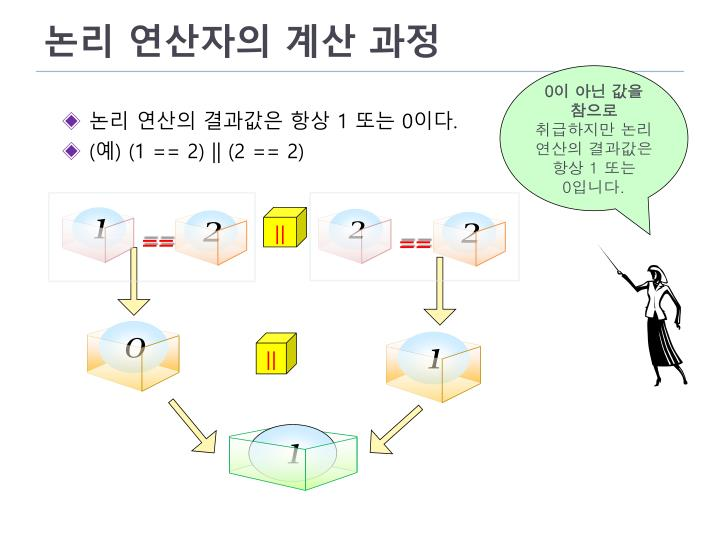 논리 연산자의 계산 과정
논리 연산의 결과값은 항상 1 또는 0이다.
(예) (1 == 2) || (2 == 2)
0이 아닌 값을
참으로
취급하지만 논리
연산의 결과값은
항상 1 또는
0입니다.
1 == 2 || 2 == 2
0 || 1
1